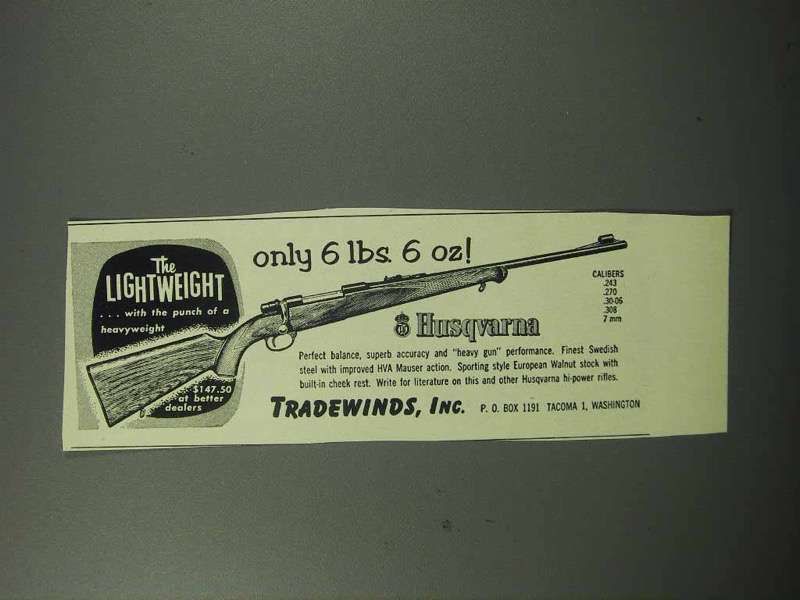 The
LIGHTWEIGHT
... with the punch of a
heavyweight
$147.50
at better
dealers
only 6 lbs. 6 oz!
CALIBERS
.243
.270
.30-06
.308
7 mm
Husqvarna
Perfect balance, superb accuracy and "heavy gun" performance. Finest Swedish
steel with improved HVA Mauser action. Sporting style European Walnut stock with
built-in cheek rest. Write for literature on this and other Husqvarna hi-power rifles.
TRADEWINDS, INC. P. O. BOX 1191 TACOMA 1, WASHINGTON